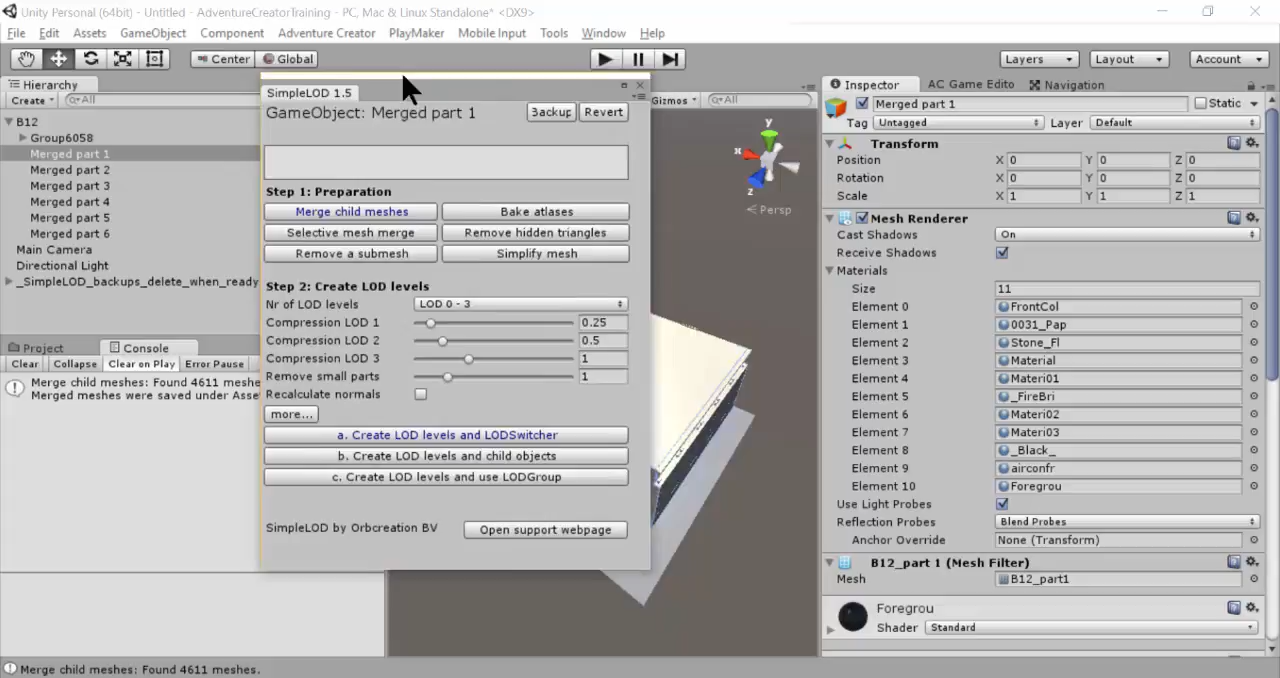 Unity Personal (64bit) - Untitled - AdventureCreatorTraining - PC, Mac & Linux Standalone* <DX9>
File Edit Assets GameObject Component Adventure Creator PlayMaker Mobile Input Tools Window Help
Center Global Layers Layout Account
Hierarchy
Create All
B12
Group6058
Merged part 1
Merged part 2
Merged part 3
Merged part 4
Merged part 5
Merged part 6
Main Camera
Directional Light
_SimpleLOD_backups_delete_when_ready
Project Console
Clear Collapse Clear on Play Error Pause
Merge child meshes: Found 4611 meshe
Merged meshes were saved under Asse
SimpleLOD 1.5
GameObject: Merged part 1 Backup Revert
Step 1: Preparation
Merge child meshes Bake atlases
Selective mesh merge Remove hidden triangles
Remove a submesh Simplify mesh
Step 2: Create LOD levels
Nr of LOD levels LOD 0 - 3
Compression LOD 1 0.25
Compression LOD 2 0.5
Compression LOD 3 1
Remove small parts 1
Recalculate normals
more...
a. Create LOD levels and LODSwitcher
b. Create LOD levels and child objects
c. Create LOD levels and use LODGroup
SimpleLOD by Orbcreation BV Open support webpage
Gizmos All
y
x
z
Persp
Inspector AC Game Edito Navigation
Merged part 1 Static
Tag Untagged Layer Default
Transform
Position X 0 Y 0 Z 0
Rotation X 0 Y 0 Z 0
Scale X 1 Y 1 Z 1
Mesh Renderer
Cast Shadows On
Receive Shadows
Materials
Size 11
Element 0 FrontCol
Element 1 0031_Pap
Element 2 Stone_Fl
Element 3 Material
Element 4 Materi01
Element 5 _FireBri
Element 6 Materi02
Element 7 Materi03
Element 8 _Black_
Element 9 airconfr
Element 10 Foregrou
Use Light Probes
Reflection Probes Blend Probes
Anchor Override None (Transform)
B12_part 1 (Mesh Filter)
Mesh B12_part1
Foregrou
Shader Standard
Merge child meshes: Found 4611 meshes.